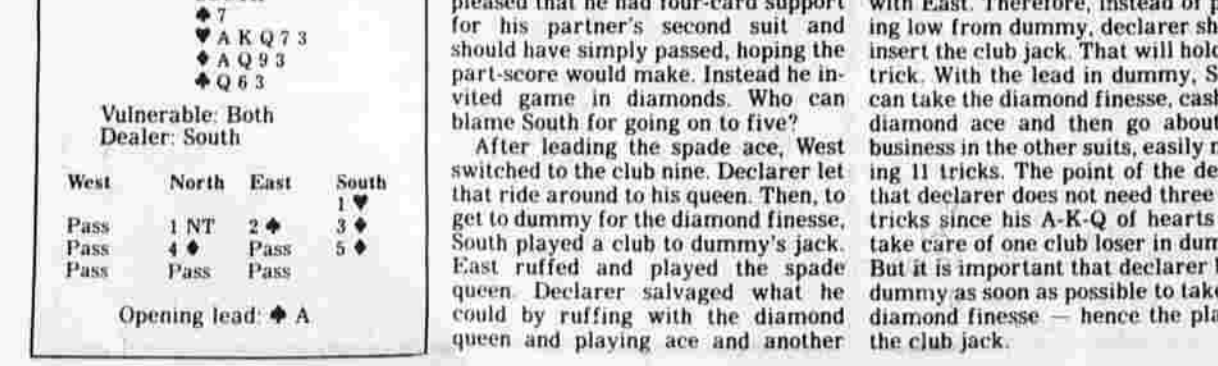 ♠ 7
♥ A K Q 7 3
♦ A Q 9 3
♣ Q 6 3
Vulnerable: Both
Dealer: South
West North East South
1 ♥
Pass 1 NT 2 ♠ 3 ♦
Pass 4 ♦ Pass 5 ♦
Pass Pass Pass
Opening lead: ♠ A
pleased that he had four-card support
for his partner's second suit and
should have simply passed, hoping the
part-score would make. Instead he in-
vited game in diamonds. Who can
blame South for going on to five?
After leading the spade ace, West
switched to the club nine. Declarer let
that ride around to his queen. Then, to
get to dummy for the diamond finesse,
South played a club to dummy's jack.
East ruffed and played the spade
queen. Declarer salvaged what he
could by ruffing with the diamond
queen and playing ace and another
with East. Therefore, instead of
ing low from dummy, declarer
insert the club jack. That will
trick. With the lead in dummy,
can take the diamond finesse,
diamond ace and then go about
business in the other suits, easily
ing 11 tricks. The point of the
that declarer does not need three
tricks since his A-K-Q of hearts
take care of one club loser in
But it is important that declarer
dummy as soon as possible to
diamond finesse — hence the
the club jack.